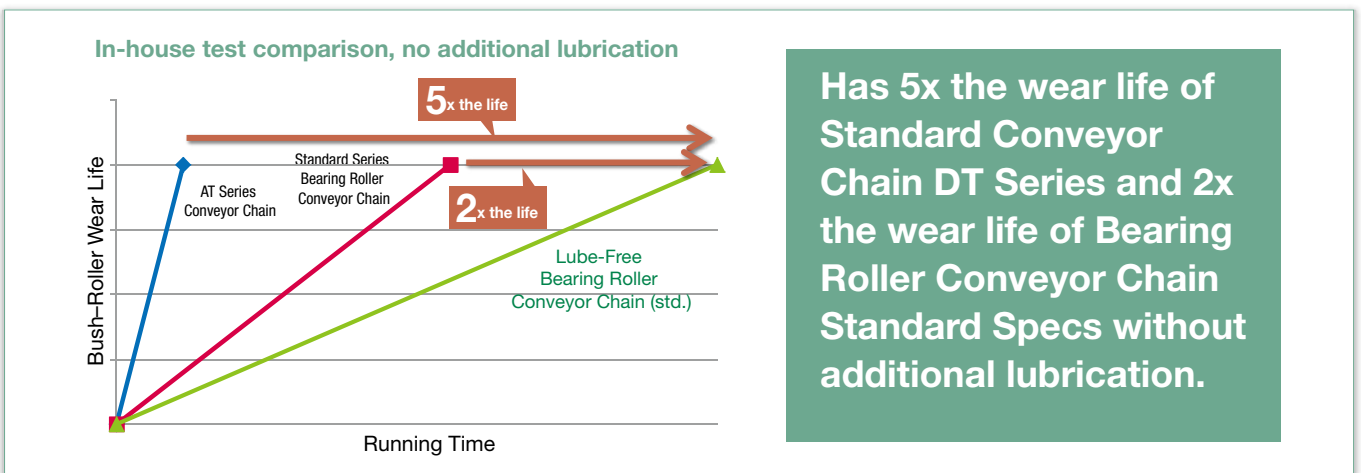 In-house test comparison, no additional lubrication
5x the life
Bush–Roller Wear Life
AT Series
Conveyor Chain
Standard Series
Bearing Roller
Conveyor Chain
2x the life
Lube-Free
Bearing Roller
Conveyor Chain (std.)
Running Time
Has 5x the wear life of
Standard Conveyor
Chain DT Series and 2x
the wear life of Bearing
Roller Conveyor Chain
Standard Specs without
additional lubrication.